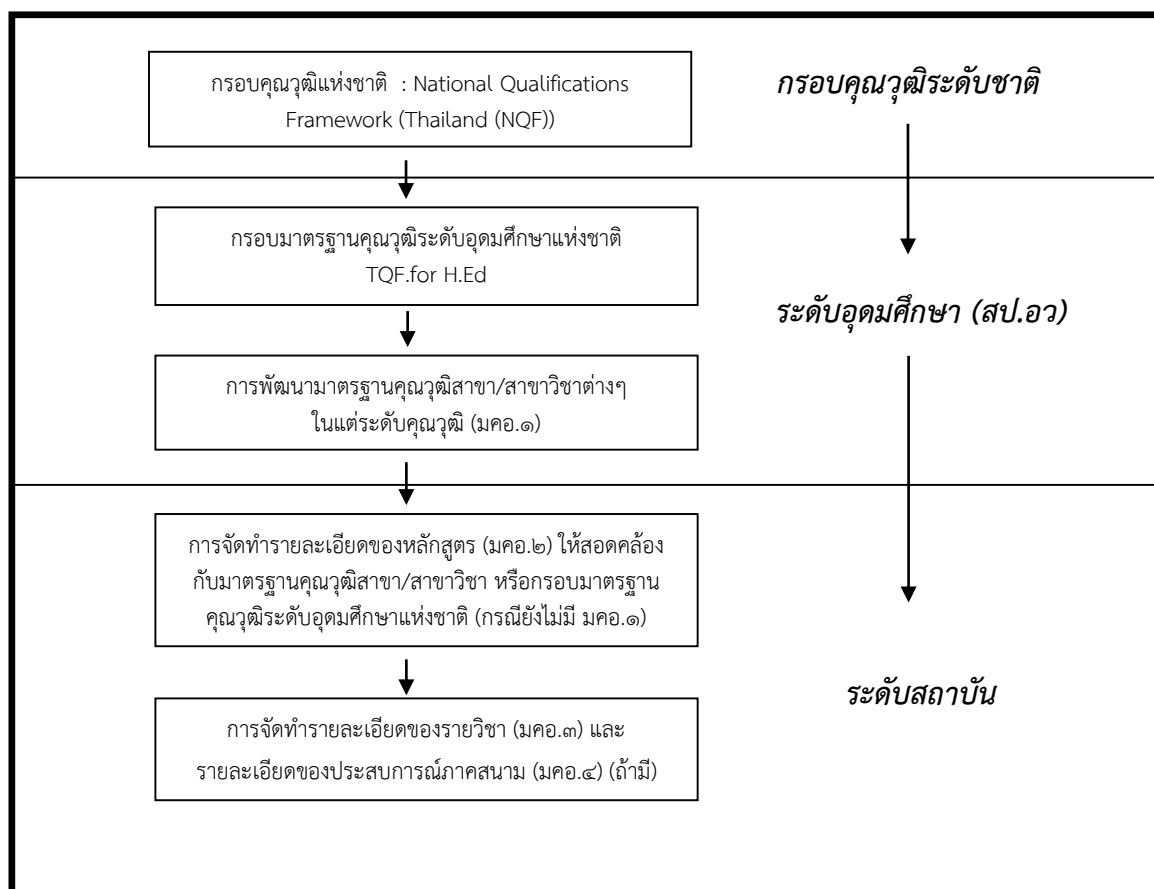 กรอบคุณวุฒิแห่งชาติ : National Qualifications
Framework (Thailand (NQF))
กรอบคุณวุฒิระดับชาติ
กรอบมาตรฐานคุณวุฒิระดับอุดมศึกษาแห่งชาติ
TQF.for H.Ed
ระดับอุดมศึกษา (สป.อว)
การพัฒนามาตรฐานคุณวุฒิสาขา/สาขาวิชาต่างๆ
ในแต่ระดับคุณวุฒิ (มคอ.๑)
การจัดทำรายละเอียดของหลักสูตร (มคอ.๒) ให้สอดคล้อง
กับมาตรฐานคุณวุฒิสาขา/สาขาวิชา หรือกรอบมาตรฐาน
คุณวุฒิระดับอุดมศึกษาแห่งชาติ (กรณียังไม่มี มคอ.๑)
ระดับสถาบัน
การจัดทำรายละเอียดของรายวิชา (มคอ.๓) และ
รายละเอียดของประสบการณ์ภาคสนาม (มคอ.๔) (ถ้ามี)